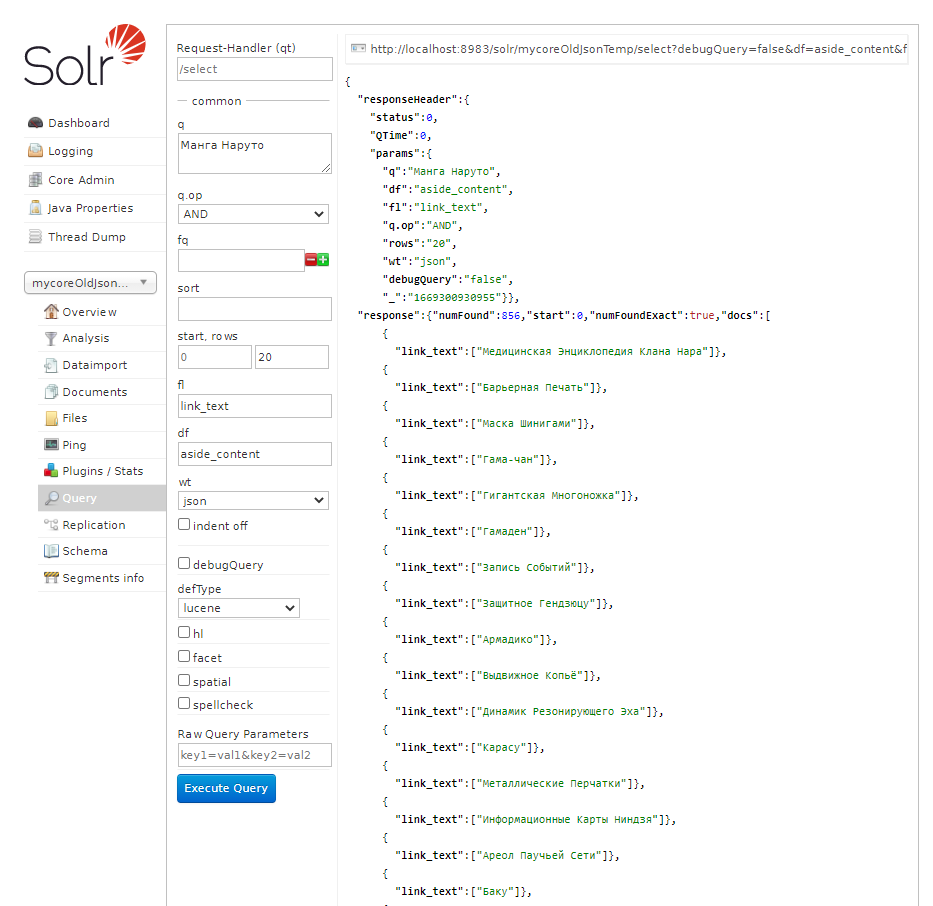 Solr
Dashboard
Logging
Core Admin
Java Properties
Thread Dump
mycoreOldJson...
Overview
Analysis
Dataimport
Documents
Files
Ping
Plugins / Stats
Query
Replication
Schema
Segments info
Request-Handler (qt)
/select
common
q
Манга Наруто
q.op
AND
fq
sort
start, rows
0 20
fl
link_text
df
aside_content
wt
json
indent off
debugQuery
defType
lucene
hl
facet
spatial
spellcheck
Raw Query Parameters
key1=val1&key2=val2
Execute Query
http://localhost:8983/solr/mycoreOldJsonTemp/select?debugQuery=false&df=aside_content&f
{
"responseHeader":{
"status":0,
"QTime":0,
"params":{
"q":"Манга Наруто",
"df":"aside_content",
"fl":"link_text",
"q.op":"AND",
"rows":"20",
"wt":"json",
"debugQuery":"false",
"_":"1669300930955"}},
"response":{"numFound":856,"start":0,"numFoundExact":true,"docs":[
{
"link_text":["Медицинская Энциклопедия Клана Нара"]},
{
"link_text":["Барьерная Печать"]},
{
"link_text":["Маска Шинигами"]},
{
"link_text":["Гама-чан"]},
{
"link_text":["Гигантская Многоножка"]},
{
"link_text":["Гамаден"]},
{
"link_text":["Запись Событий"]},
{
"link_text":["Защитное Гендзюцу"]},
{
"link_text":["Армадико"]},
{
"link_text":["Выдвижное Копьё"]},
{
"link_text":["Динамик Резонирующего Эха"]},
{
"link_text":["Карасу"]},
{
"link_text":["Металлические Перчатки"]},
{
"link_text":["Информационные Карты Ниндзя"]},
{
"link_text":["Ареол Паучьей Сети"]},
{
"link_text":["Баку"]},